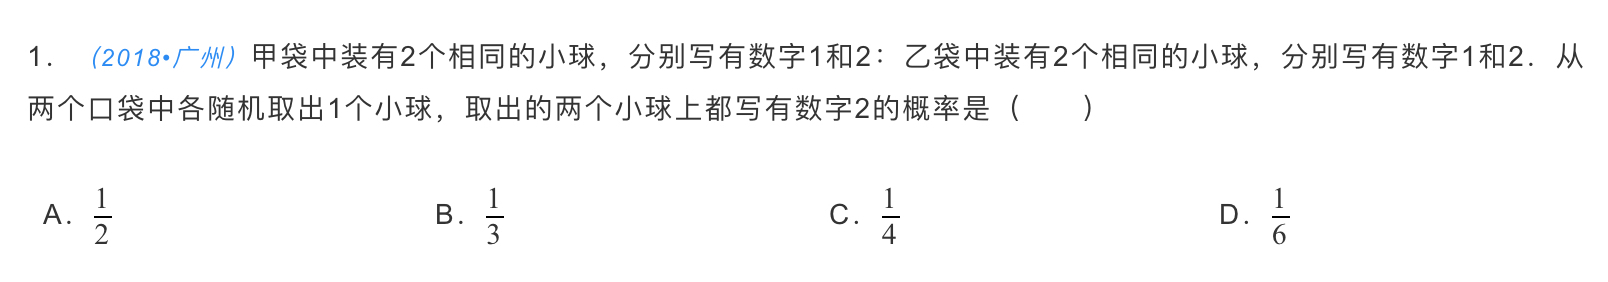 1. （2018•广州）甲袋中装有2个相同的小球，分别写有数字1和2：乙袋中装有2个相同的小球，分别写有数字1和2．从
两个口袋中各随机取出1个小球，取出的两个小球上都写有数字2的概率是（　　）
A. 1/2 B. 1/3 C. 1/4 D. 1/6